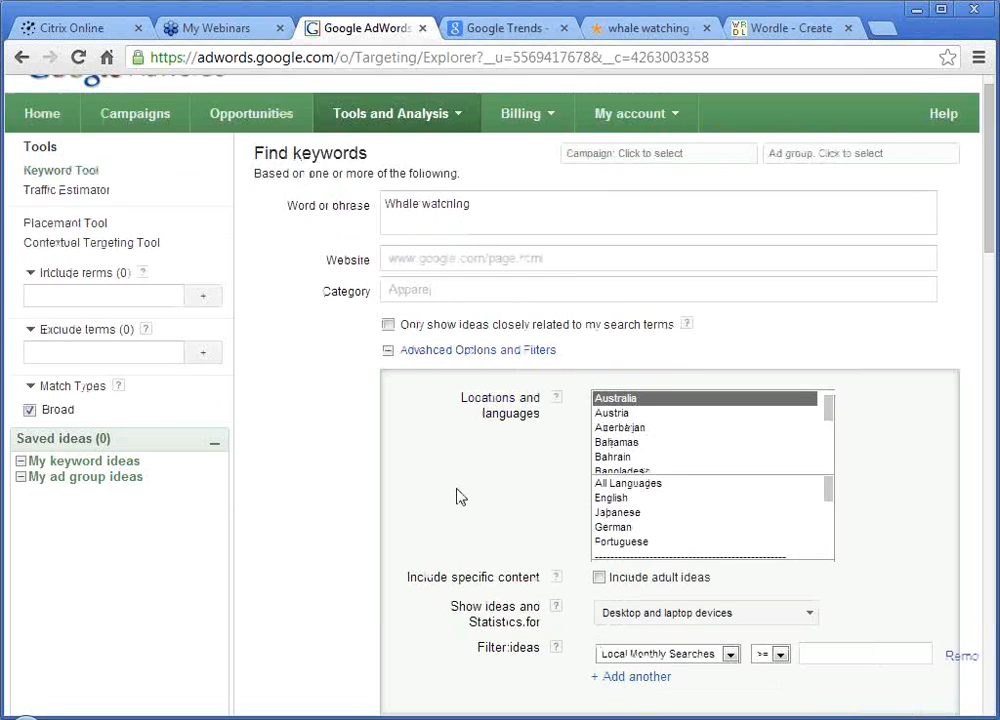 Citrix Online
My Webinars
Google AdWords
Google Trends -
whale watching -
Wordle - Create
https://adwords.google.com/o/Targeting/Explorer?__u=5569417678&__c=4263003358
Home
Campaigns
Opportunities
Tools and Analysis
Billing
My account
Help
Tools
Keyword Tool
Traffic Estimator
Placement Tool
Contextual Targeting Tool
Include terms (0) ?
+
Exclude terms (0) ?
+
Match Types ?
Broad
Saved ideas (0)
My keyword ideas
My ad group ideas
Find keywords
Campaign: Click to select
Ad group: Click to select
Based on one or more of the following.
Word or phrase
Whale watching
Website
www.google.com/page.html
Category
Apparel
Only show ideas closely related to my search terms ?
Advanced Options and Filters
Locations and
languages
?
Australia
Austria
Azerbaijan
Bahamas
Bahrain
Bangladesh
All Languages
English
Japanese
German
Portuguese
Include specific content ?
Include adult ideas
Show ideas and
Statistics for
?
Desktop and laptop devices
Filter ideas ?
Local Monthly Searches
>=
Remo
+ Add another